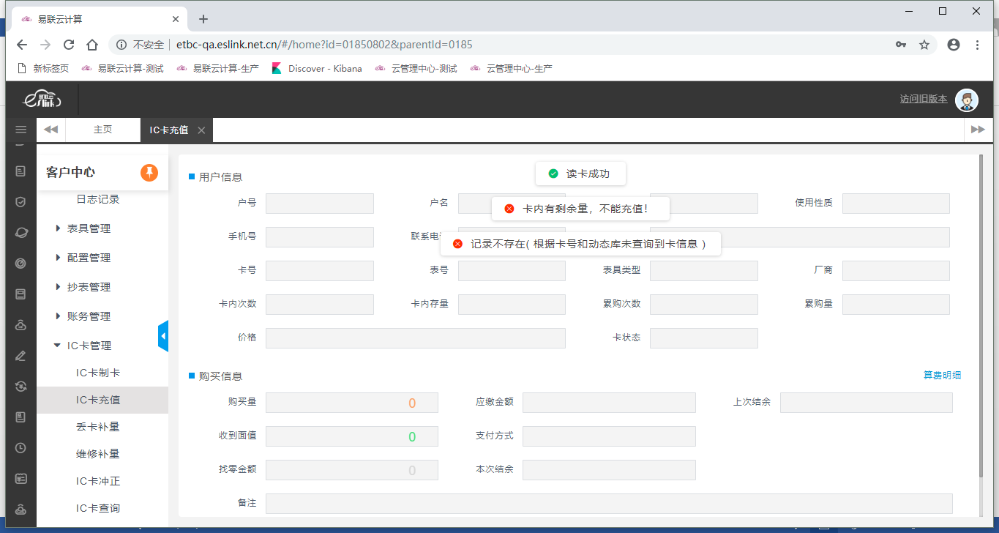 易联云计算
不安全 etbc-qa.eslink.net.cn/#/home?id=01850802&parentId=0185
新标签页 易联云计算-测试 易联云计算-生产 Discover - Kibana 云管理中心-测试 云管理中心-生产
易联云 eslink 访问旧版本
主页 IC卡充值
客户中心
日志记录
表具管理
配置管理
抄表管理
账务管理
IC卡管理
IC卡制卡
IC卡充值
丢卡补量
维修补量
IC卡冲正
IC卡查询
用户信息
读卡成功
卡内有剩余量，不能充值！
记录不存在( 根据卡号和动态库未查询到卡信息 )
户号 户名 使用性质
手机号 联系电
卡号 表号 表具类型 厂商
卡内次数 卡内存量 累购次数 累购量
价格 卡状态
购买信息 算费明细
购买量 0 应缴金额 上次结余
收到面值 0 支付方式
找零金额 0 本次结余
备注